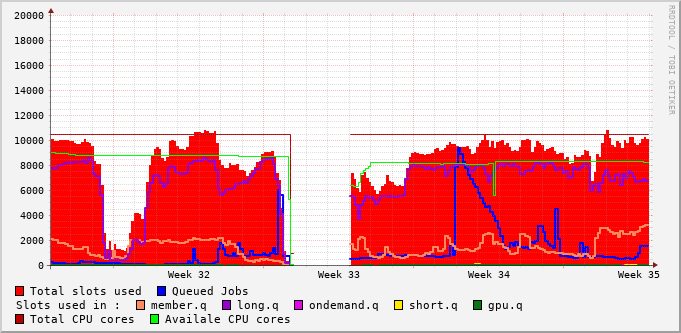 20000
18000
16000
14000
12000
10000
8000
6000
4000
2000
0
Week 32 Week 33 Week 34 Week 35
RRDTOOL / TOBI OETIKER
Total slots used Queued Jobs
Slots used in : member.q long.q ondemand.q short.q gpu.q
Total CPU cores Availale CPU cores